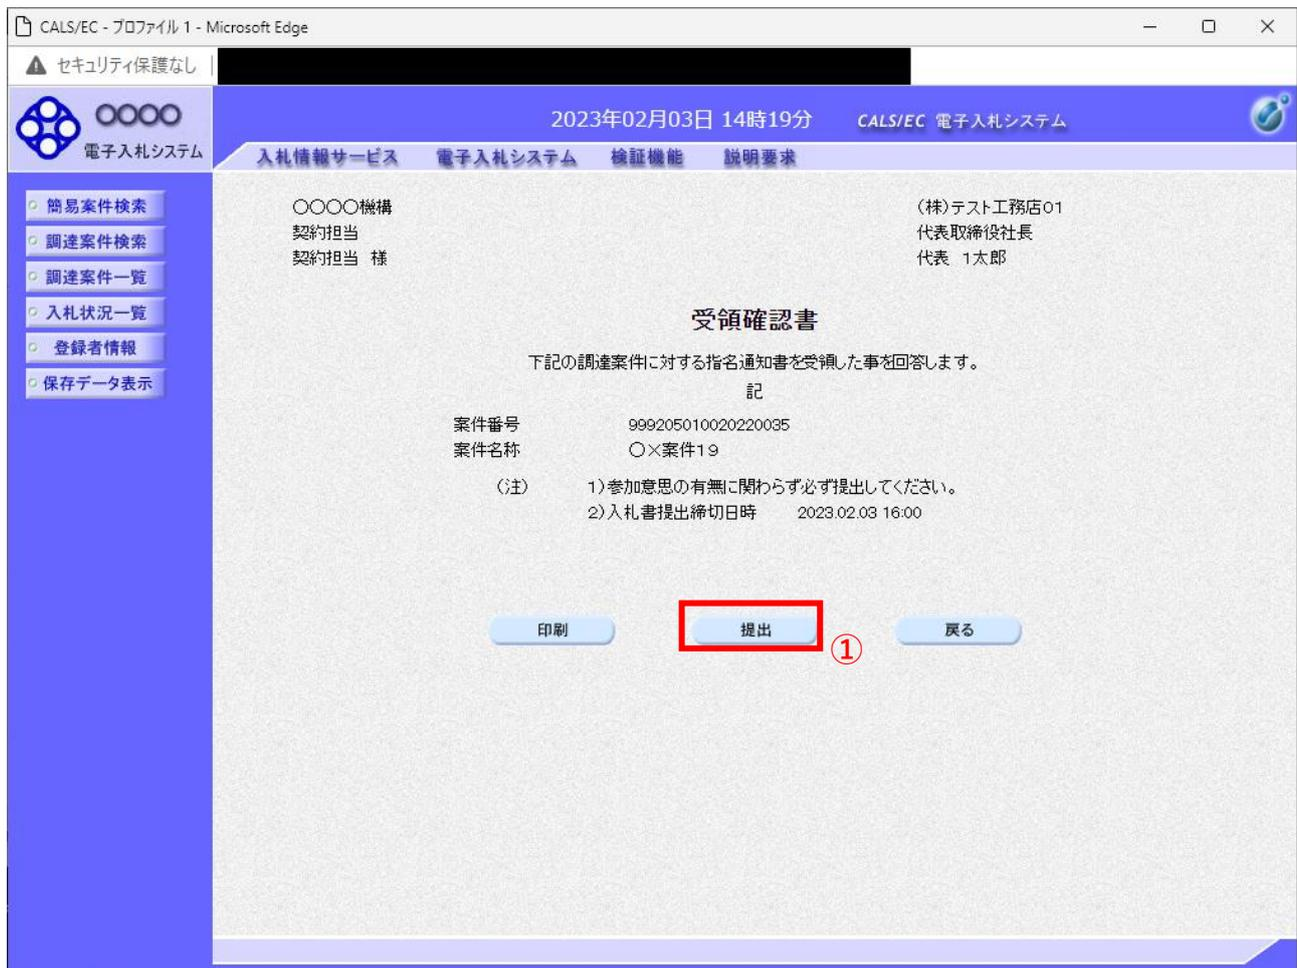 CALS/EC - プロファイル 1 - Microsoft Edge
セキュリティ保護なし
〇〇〇〇
電子入札システム
2023年02月03日 14時19分
CALS/EC 電子入札システム
入札情報サービス 電子入札システム 検証機能 説明要求
簡易案件検索
調達案件検索
調達案件一覧
入札状況一覧
登録者情報
保存データ表示
〇〇〇〇機構
契約担当
契約担当 様
(株)テスト工務店01
代表取締役社長
代表 1太郎
受領確認書
下記の調達案件に対する指名通知書を受領した事を回答します。
記
案件番号 999205010020220035
案件名称 〇×案件19
(注) 1)参加意思の有無に関わらず必ず提出してください。
2)入札書提出締切日時 2023.02.03 16:00
印刷 提出 ① 戻る